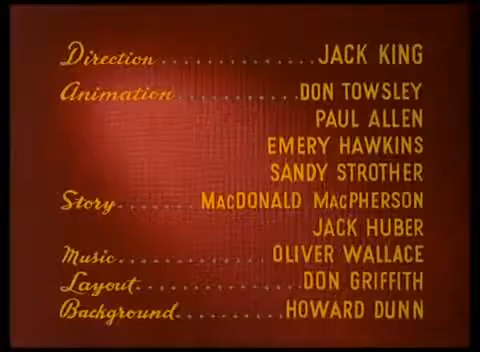 Direction..............JACK KING
Animation...........DON TOWSLEY
PAUL ALLEN
EMERY HAWKINS
SANDY STROTHER
Story........MacDONALD MacPHERSON
JACK HUBER
Music..............OLIVER WALLACE
Layout..............DON GRIFFITH
Background..........HOWARD DUNN